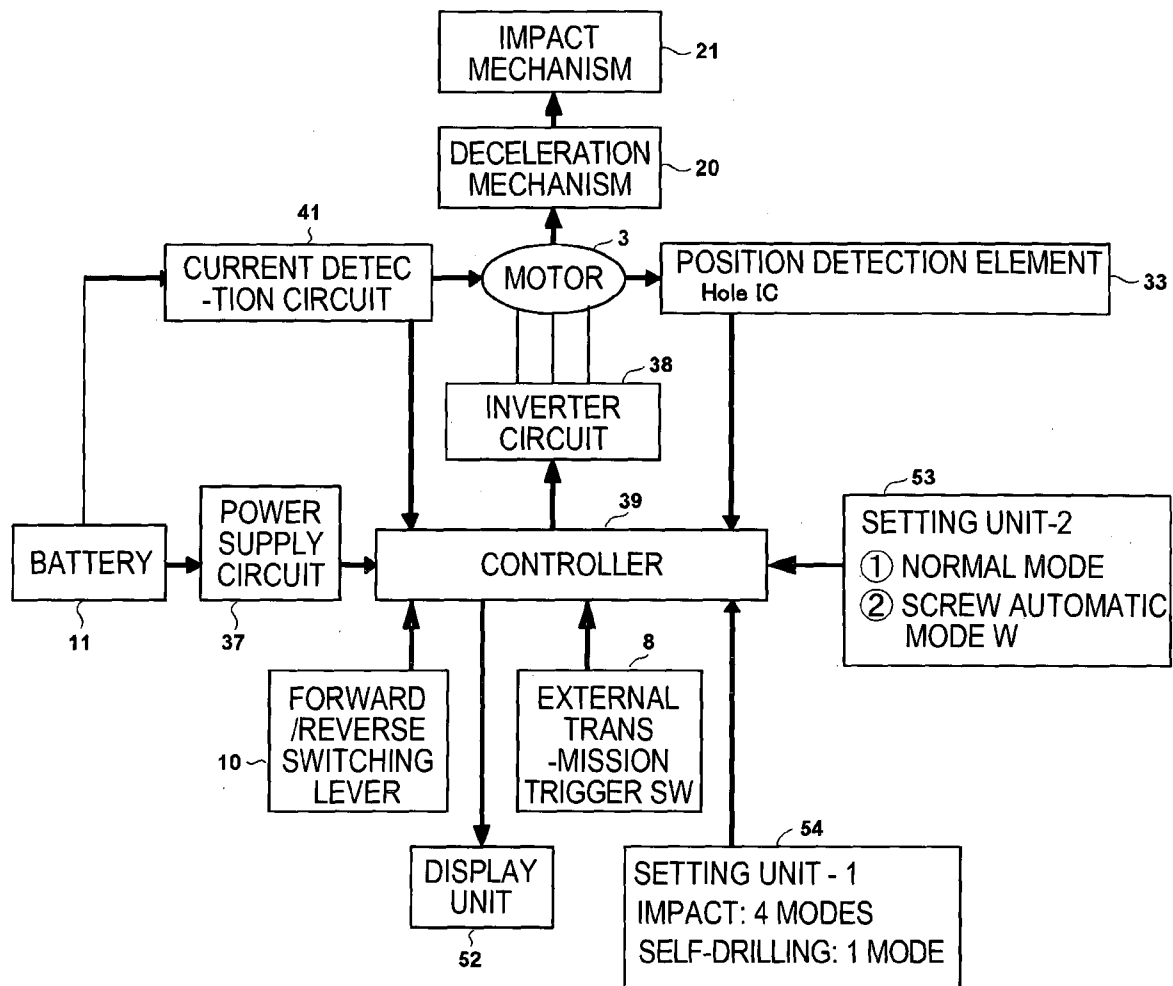 IMPACT
MECHANISM
21
DECELERATION
MECHANISM
20
41
CURRENT DETEC
-TION CIRCUIT
3
MOTOR
POSITION DETECTION ELEMENT
Hole IC
33
38
INVERTER
CIRCUIT
BATTERY
11
POWER
SUPPLY
CIRCUIT
37
39
CONTROLLER
53
SETTING UNIT-2
① NORMAL MODE
② SCREW AUTOMATIC
MODE W
FORWARD
/REVERSE
SWITCHING
LEVER
10
8
EXTERNAL
TRANS
-MISSION
TRIGGER SW
DISPLAY
UNIT
52
54
SETTING UNIT - 1
IMPACT: 4 MODES
SELF-DRILLING: 1 MODE